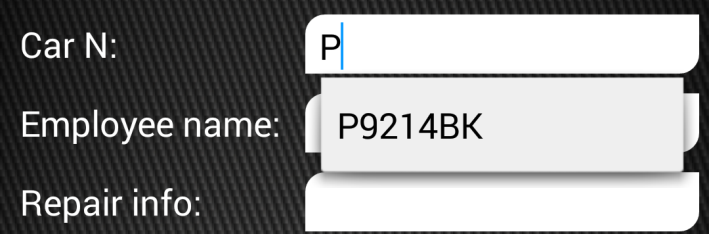 Car N: P
Employee name: P9214BK
Repair info: